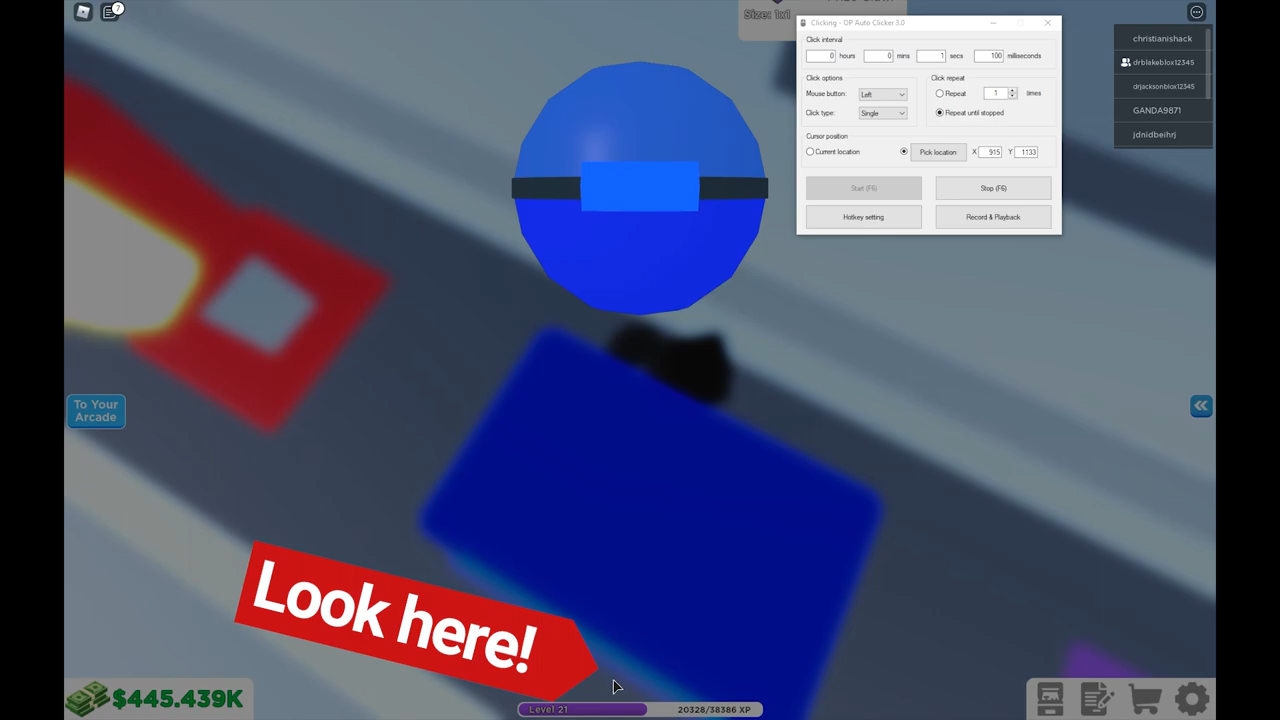 7
Size: 1x1
Clicking - OP Auto Clicker 3.0
Click interval
0 hours 0 mins 1 secs 100 milliseconds
Click options
Mouse button: Left
Click type: Single
Click repeat
Repeat 1 times
Repeat until stopped
Cursor position
Current location Pick location X 915 Y 1133
Start (F6) Stop (F6)
Hotkey setting Record & Playback
christianishack
drblakeblox12345
drjacksonblox12345
GANDA9871
jdnidbeihrj
To Your
Arcade
Look here!
$445.439K
Level 21 20328/38386 XP